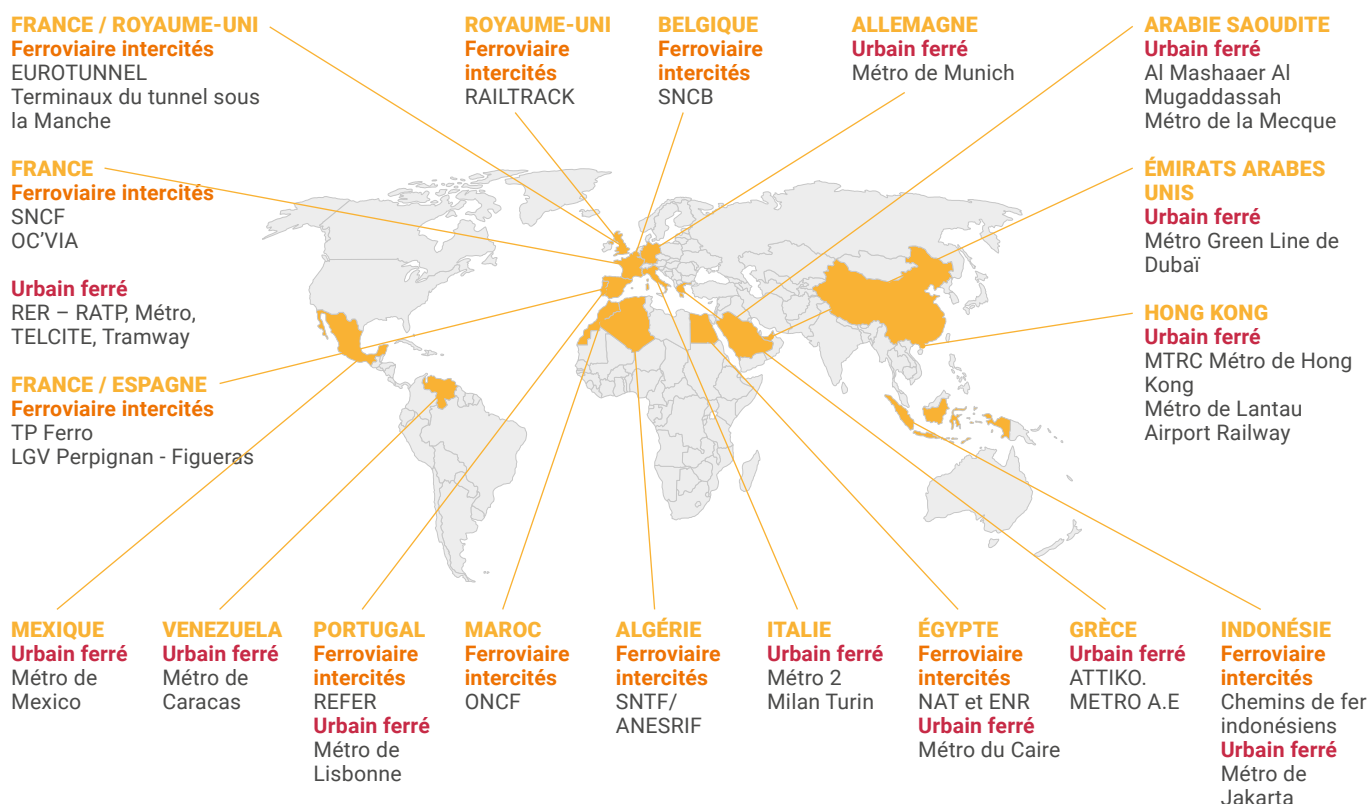 FRANCE / ROYAUME-UNI
Ferroviaire intercités
EUROTUNNEL
Terminaux du tunnel sous
la Manche
ROYAUME-UNI
Ferroviaire
intercités
RAILTRACK
BELGIQUE
Ferroviaire
intercités
SNCB
ALLEMAGNE
Urbain ferré
Métro de Munich
ARABIE SAOUDITE
Urbain ferré
Al Mashaaer Al
Mugaddassah
Métro de la Mecque
FRANCE
Ferroviaire intercités
SNCF
OC’VIA
Urbain ferré
RER – RATP, Métro,
TELCITE, Tramway
ÉMIRATS ARABES
UNIS
Urbain ferré
Métro Green Line de
Dubaï
HONG KONG
Urbain ferré
MTRC Métro de Hong
Kong
Métro de Lantau
Airport Railway
FRANCE / ESPAGNE
Ferroviaire intercités
TP Ferro
LGV Perpignan - Figueras
MEXIQUE
Urbain ferré
Métro de
Mexico
VENEZUELA
Urbain ferré
Métro de
Caracas
PORTUGAL
Ferroviaire
intercités
REFER
Urbain ferré
Métro de
Lisbonne
MAROC
Ferroviaire
intercités
ONCF
ALGÉRIE
Ferroviaire
intercités
SNTF/
ANESRIF
ITALIE
Urbain ferré
Métro 2
Milan Turin
ÉGYPTE
Ferroviaire
intercités
NAT et ENR
Urbain ferré
Métro du Caire
GRÈCE
Urbain ferré
ATTIKO.
METRO A.E
INDONÉSIE
Ferroviaire
intercités
Chemins de fer
indonésiens
Urbain ferré
Métro de
Jakarta